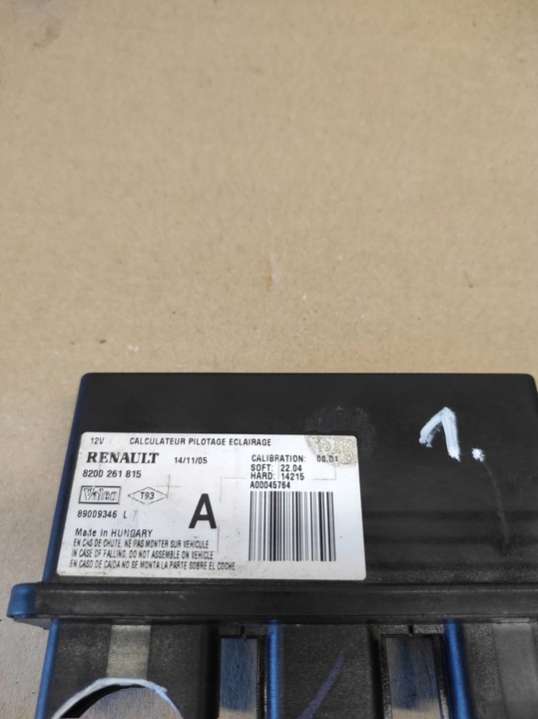 12V CALCULATEUR PILOTAGE ECLAIRAGE
RENAULT 14/11/05
8200 261 815
CALIBRATION: 00.01
SOFT: 22.04
HARD: 14215
A00045764
Valeo T93
89009346 L
A
Made in HUNGARY
EN CAS DE CHUTE, NE PAS MONTER SUR VEHICULE
IN CASE OF FALLING, DO NOT ASSEMBLE ON VEHICLE
EN CASO DE CAIDA NO SE MONTA LA PARTE SOBRE EL COCHE
1.